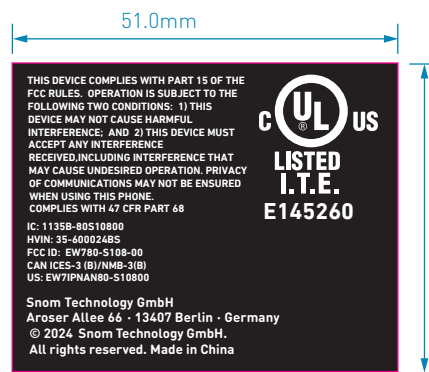 51.0mm
THIS DEVICE COMPLIES WITH PART 15 OF THE
FCC RULES.  OPERATION IS SUBJECT TO THE
FOLLOWING TWO CONDITIONS:  1) THIS
DEVICE MAY NOT CAUSE HARMFUL
INTERFERENCE;  AND  2) THIS DEVICE MUST
ACCEPT ANY INTERFERENCE
RECEIVED,INCLUDING INTERFERENCE THAT
MAY CAUSE UNDESIRED OPERATION. PRIVACY
OF COMMUNICATIONS MAY NOT BE ENSURED
WHEN USING THIS PHONE.
COMPLIES WITH 47 CFR PART 68
IC: 1135B-80S10800
HVIN: 35-600024BS
FCC ID:  EW780-S108-00
CAN ICES-3 (B)/NMB-3(B)
US: EW7IPNAN80-S10800
C UL ® US
LISTED
I.T.E.
E145260
Snom Technology GmbH
Aroser Allee 66 · 13407 Berlin · Germany
© 2024  Snom Technology GmbH.
All rights reserved. Made in China